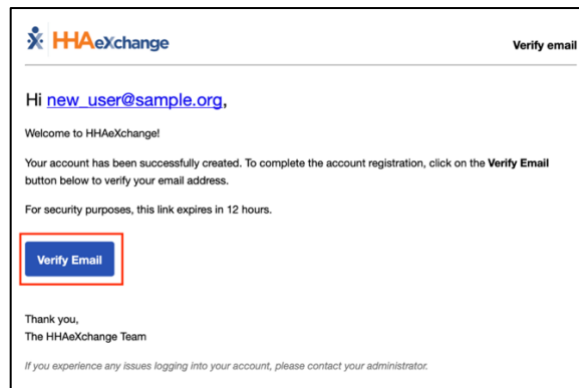 HHAeXchange
Verify email
Hi new_user@sample.org,
Welcome to HHAeXchange!
Your account has been successfully created. To complete the account registration, click on the Verify Email
button below to verify your email address.
For security purposes, this link expires in 12 hours.
Verify Email
Thank you,
The HHAeXchange Team
If you experience any issues logging into your account, please contact your administrator.